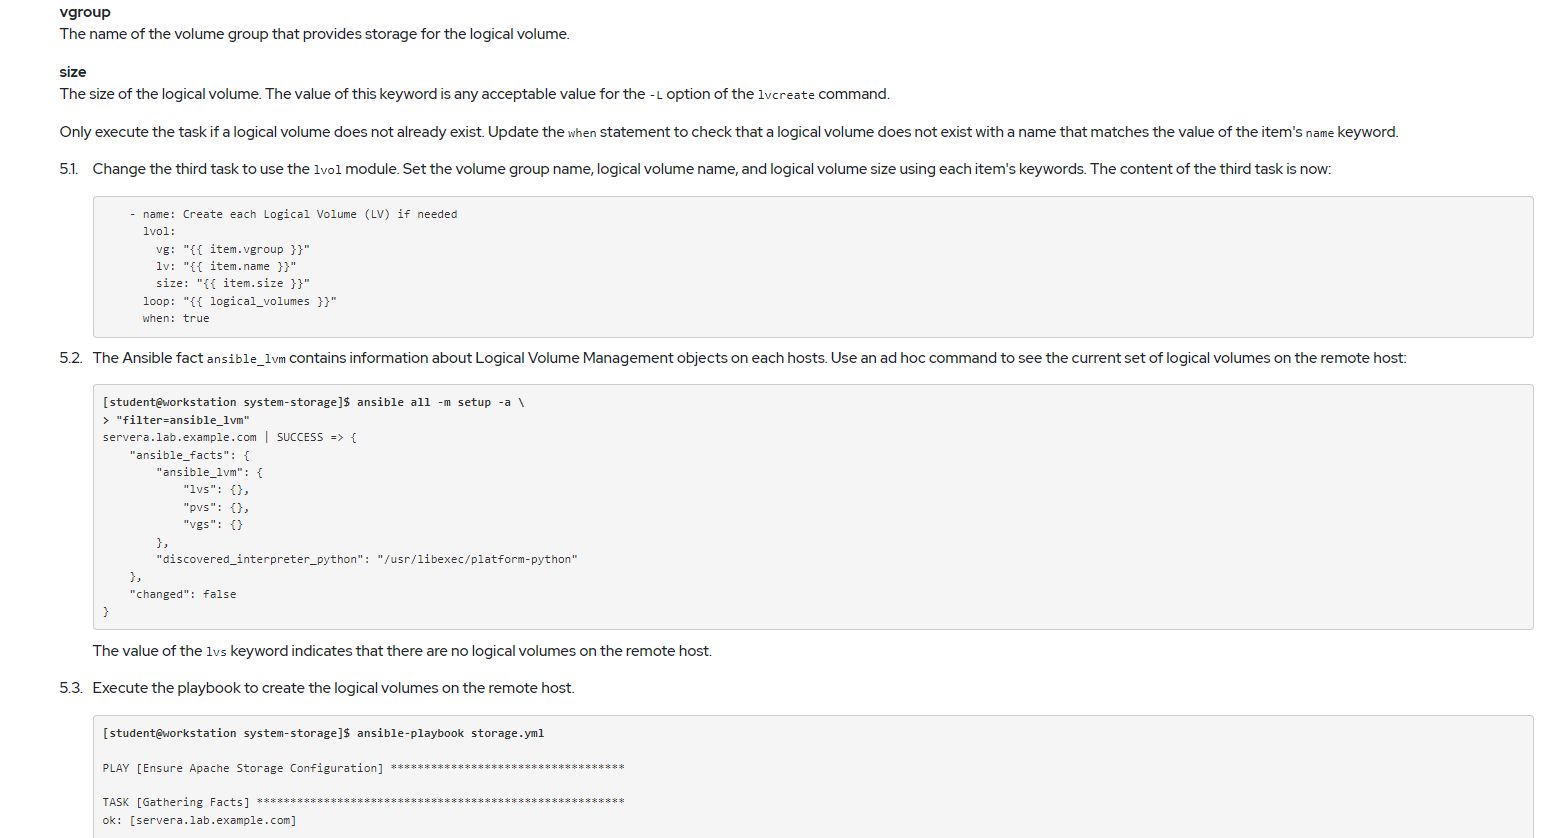 vgroup
The name of the volume group that provides storage for the logical volume.
size
The size of the logical volume. The value of this keyword is any acceptable value for the -L option of the lvcreate command.
Only execute the task if a logical volume does not already exist. Update the when statement to check that a logical volume does not exist with a name that matches the value of the item's name keyword.
5.1. Change the third task to use the lvol module. Set the volume group name, logical volume name, and logical volume size using each item's keywords. The content of the third task is now:
    - name: Create each Logical Volume (LV) if needed
      lvol:
        vg: "{{ item.vgroup }}"
        lv: "{{ item.name }}"
        size: "{{ item.size }}"
      loop: "{{ logical_volumes }}"
      when: true
5.2. The Ansible fact ansible_lvm contains information about Logical Volume Management objects on each hosts. Use an ad hoc command to see the current set of logical volumes on the remote host:
[student@workstation system-storage]$ ansible all -m setup -a \
> "filter=ansible_lvm"
servera.lab.example.com | SUCCESS => {
    "ansible_facts": {
        "ansible_lvm": {
            "lvs": {},
            "pvs": {},
            "vgs": {}
        },
        "discovered_interpreter_python": "/usr/libexec/platform-python"
    },
    "changed": false
}
The value of the lvs keyword indicates that there are no logical volumes on the remote host.
5.3. Execute the playbook to create the logical volumes on the remote host.
[student@workstation system-storage]$ ansible-playbook storage.yml
PLAY [Ensure Apache Storage Configuration] ***********************************
TASK [Gathering Facts] *******************************************************
ok: [servera.lab.example.com]